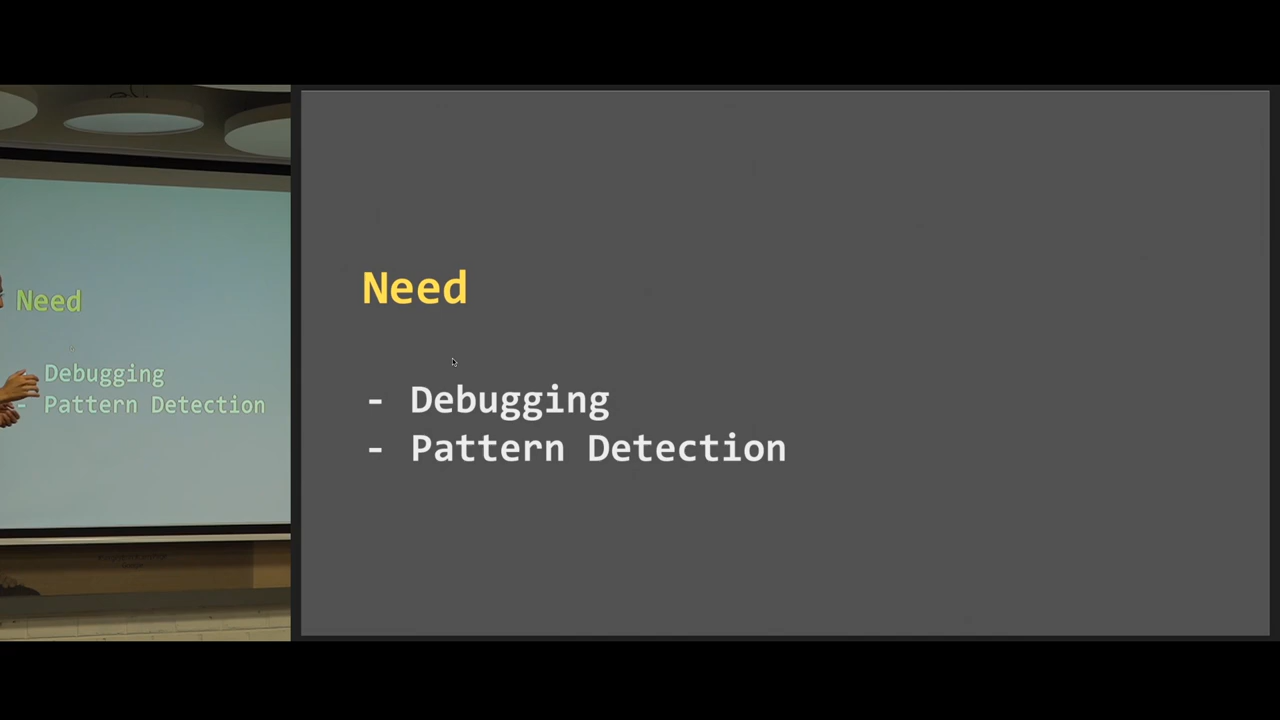 Need
Debugging
- Pattern Detection
Need
- Debugging
- Pattern Detection